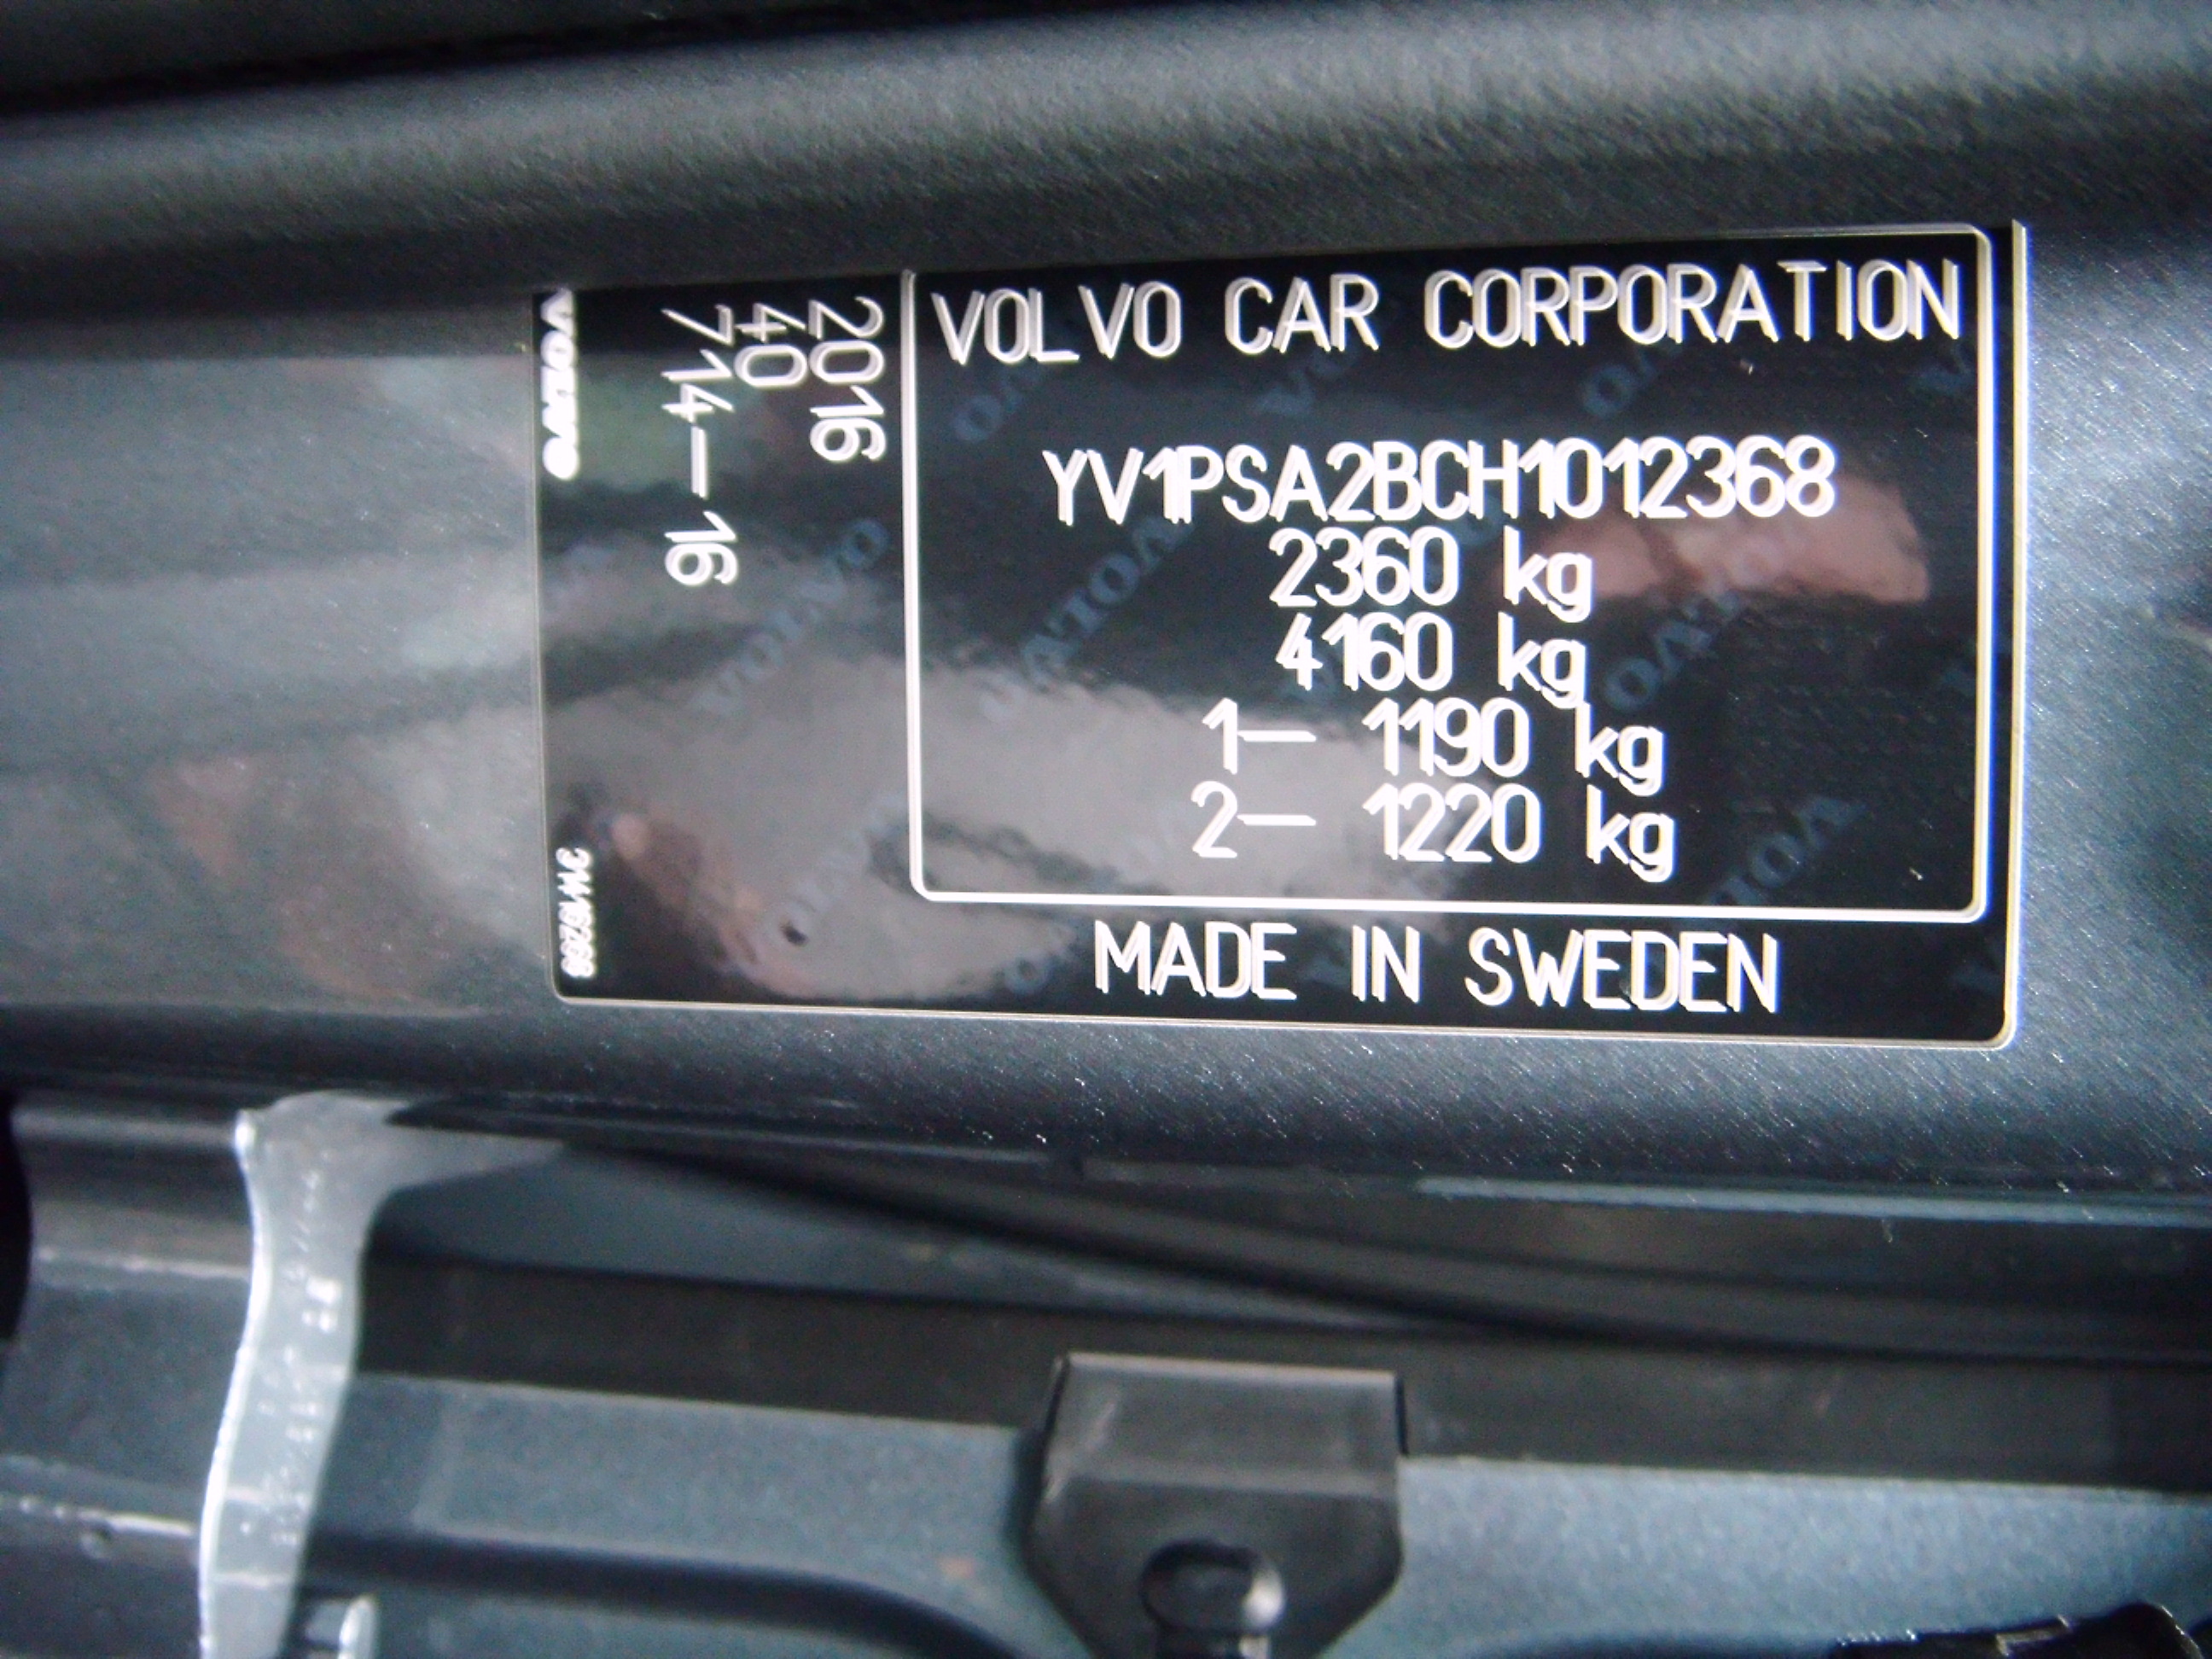 VOLVO CAR CORPORATION
YV1PSA2BCH1012368
2360 kg
4160 kg
1— 1190 kg
2— 1220 kg
MADE IN SWEDEN
2016
40
714—16
VOLVO